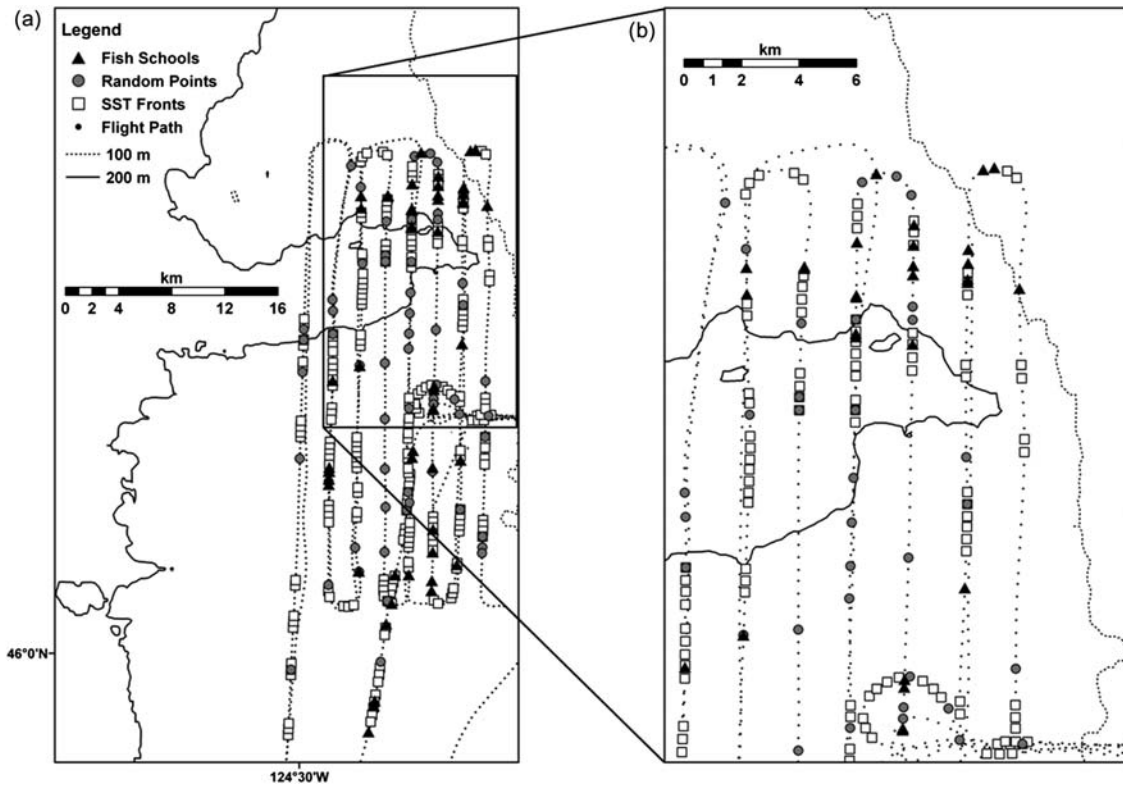 (a)
Legend
Fish Schools
Random Points
SST Fronts
Flight Path
100 m
200 m
km
0 2 4 8 12 16
46°0'N
124°30'W
(b)
km
0 1 2 4 6